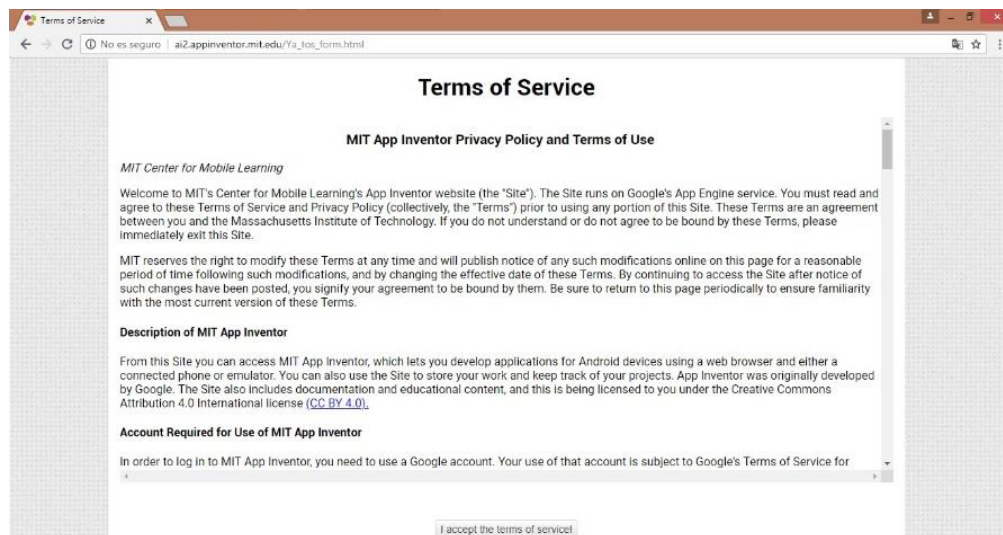 Terms of Service
No es seguro | ai2.appinventor.mit.edu/Ya_tos_form.html
Terms of Service
MIT App Inventor Privacy Policy and Terms of Use
MIT Center for Mobile Learning
Welcome to MIT's Center for Mobile Learning's App Inventor website (the "Site"). The Site runs on Google's App Engine service. You must read and
agree to these Terms of Service and Privacy Policy (collectively, the "Terms") prior to using any portion of this Site. These Terms are an agreement
between you and the Massachusetts Institute of Technology. If you do not understand or do not agree to be bound by these Terms, please
immediately exit this Site.
MIT reserves the right to modify these Terms at any time and will publish notice of any such modifications online on this page for a reasonable
period of time following such modifications, and by changing the effective date of these Terms. By continuing to access the Site after notice of
such changes have been posted, you signify your agreement to be bound by them. Be sure to return to this page periodically to ensure familiarity
with the most current version of these Terms.
Description of MIT App Inventor
From this Site you can access MIT App Inventor, which lets you develop applications for Android devices using a web browser and either a
connected phone or emulator. You can also use the Site to store your work and keep track of your projects. App Inventor was originally developed
by Google. The Site also includes documentation and educational content, and this is being licensed to you under the Creative Commons
Attribution 4.0 International license (CC BY 4.0).
Account Required for Use of MIT App Inventor
In order to log in to MIT App Inventor, you need to use a Google account. Your use of that account is subject to Google's Terms of Service for
I accept the terms of service!